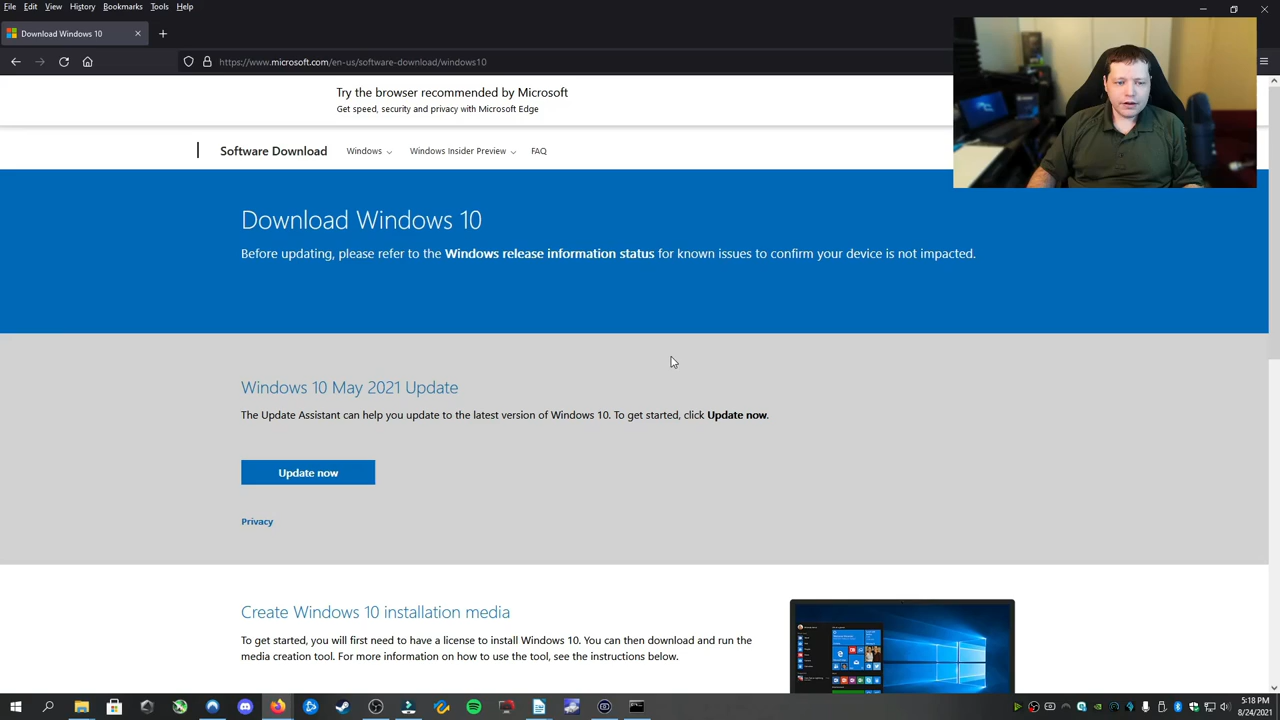 File Edit View History Bookmarks Tools Help
Download Windows 10
https://www.microsoft.com/en-us/software-download/windows10
Try the browser recommended by Microsoft
Get speed, security and privacy with Microsoft Edge
Software Download Windows Windows Insider Preview FAQ
Download Windows 10
Before updating, please refer to the Windows release information status for known issues to confirm your device is not impacted.
Windows 10 May 2021 Update
The Update Assistant can help you update to the latest version of Windows 10. To get started, click Update now.
Update now
Privacy
Create Windows 10 installation media
To get started, you will first need to have a license to install Windows 10. You can then download and run the
media creation tool. For more information on how to use the tool, see the instructions below.
5:18 PM
8/24/2021